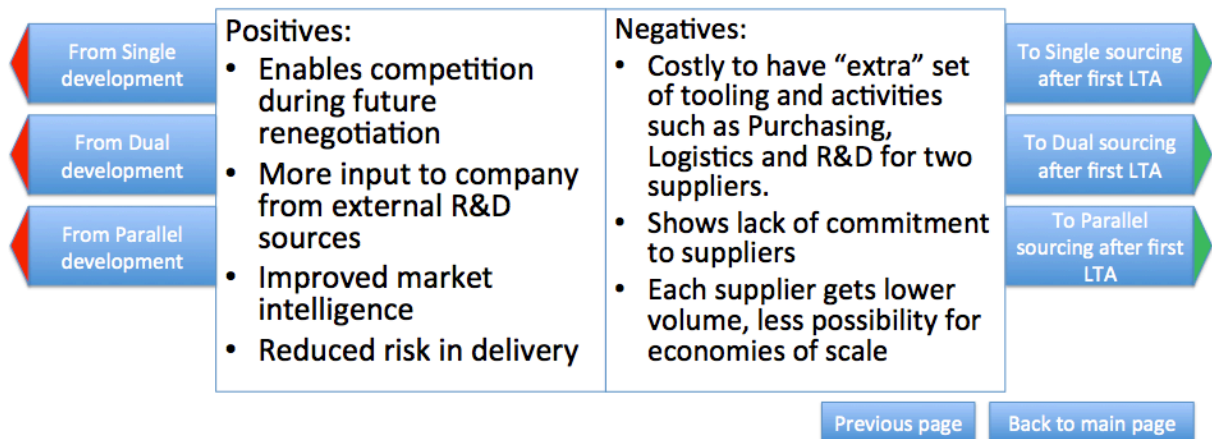 From Single
development
From Dual
development
From Parallel
development
Positives:
• Enables competition
during future
renegotiation
• More input to company
from external R&D
sources
• Improved market
intelligence
• Reduced risk in delivery
Negatives:
• Costly to have “extra” set
of tooling and activities
such as Purchasing,
Logistics and R&D for two
suppliers.
• Shows lack of commitment
to suppliers
• Each supplier gets lower
volume, less possibility for
economies of scale
To Single sourcing
after first LTA
To Dual sourcing
after first LTA
To Parallel
sourcing after first
LTA
Previous page
Back to main page